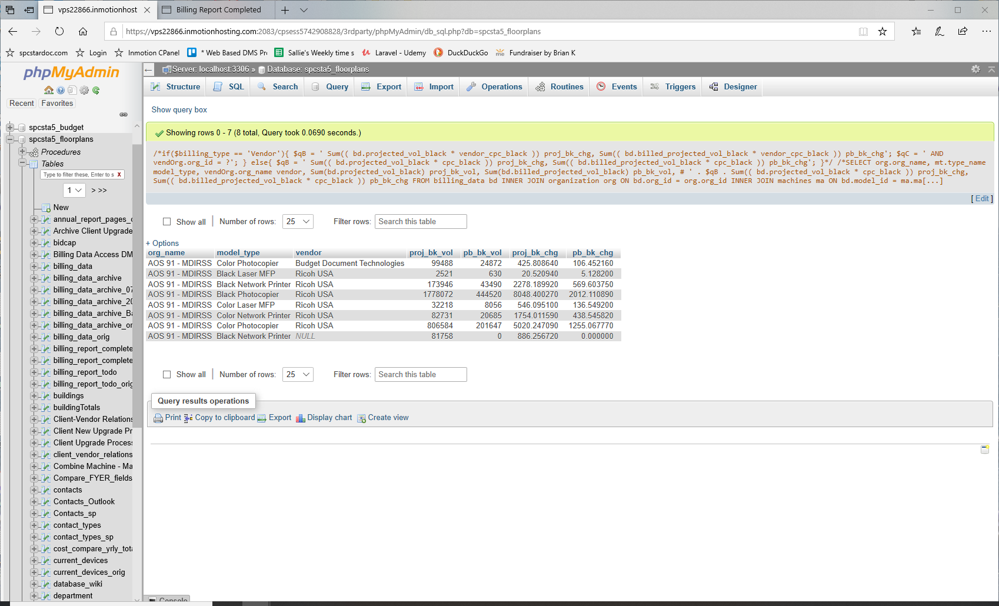 vps22866.inmotionhost
Billing Report Completed
https://vps22866.inmotionhosting.com:2083/cpsess5742908828/3rdparty/phpMyAdmin/db_sql.php?db=spcsta5_floorplans
spcstardoc.com
Login
Inmotion CPanel
* Web Based DMS Pr
Sallie's Weekly time s
Laravel - Udemy
DuckDuckGo
Fundraiser by Brian K
phpMyAdmin
Recent
Favorites
spcsta5_budget
spcsta5_floorplans
Procedures
Tables
Type to filter these, Enter to s X
1
> >>
New
annual_report_pages_c
Archive Client Upgrade
bidcap
Billing Data Access DM
billing_data
billing_data_archive
billing_data_archive_07
billing_data_archive_20
billing_data_archive_Ba
billing_data_archive_or
billing_data_orig
billing_report_complete
billing_report_complete
billing_report_todo
billing_report_todo_orig
buildings
buildingTotals
Client-Vendor Relations
Client New Upgrade Pr
Client Upgrade Process
client_vendor_relations
Combine Machine - Ma
Compare_FYER_fields
contacts
Contacts_Outlook
Contacts_sp
contact_types
contact_types_sp
cost_compare_yrly_tota
current_devices
current_devices_orig
database_wiki
department
Server: localhost:3306 » Database: spcsta5_floorplans
Structure
SQL
Search
Query
Export
Import
Operations
Routines
Events
Triggers
Designer
Show query box
Showing rows 0 - 7 (8 total, Query took 0.0690 seconds.)
/*if($billing_type == 'Vendor'){ $qB = ' Sum(( bd.projected_vol_black * vendor_cpc_black )) proj_bk_chg, Sum(( bd.billed_projected_vol_black * vendor_cpc_black )) pb_bk_chg'; $qC = ' AND
vendOrg.org_id = ?'; } else{ $qB = ' Sum(( bd.projected_vol_black * cpc_black )) proj_bk_chg, Sum(( bd.billed_projected_vol_black * cpc_black )) pb_bk_chg'; }*/ /*SELECT org.org_name, mt.type_name
model_type, vendOrg.org_name vendor, Sum(bd.projected_vol_black) proj_bk_vol, Sum(bd.billed_projected_vol_black) pb_bk_vol, # ' . $qB . Sum(( bd.projected_vol_black * cpc_black )) proj_bk_chg,
Sum(( bd.billed_projected_vol_black * cpc_black )) pb_bk_chg FROM billing_data bd INNER JOIN organization org ON bd.org_id = org.org_id INNER JOIN machines ma ON bd.model_id = ma.ma[...]
[ Edit ]
Show all
Number of rows: 25
Filter rows: Search this table
+ Options
org_name model_type vendor proj_bk_vol pb_bk_vol proj_bk_chg pb_bk_chg
AOS 91 - MDIRSS Color Photocopier Budget Document Technologies 99488 24872 425.808640 106.452160
AOS 91 - MDIRSS Black Laser MFP Ricoh USA 2521 630 20.520940 5.128200
AOS 91 - MDIRSS Black Network Printer Ricoh USA 173946 43490 2278.189920 569.603750
AOS 91 - MDIRSS Black Photocopier Ricoh USA 1778072 444520 8048.400270 2012.110890
AOS 91 - MDIRSS Color Laser MFP Ricoh USA 32218 8056 546.095100 136.549200
AOS 91 - MDIRSS Color Network Printer Ricoh USA 82731 20685 1754.011590 438.545820
AOS 91 - MDIRSS Color Photocopier Ricoh USA 806584 201647 5020.247090 1255.067770
AOS 91 - MDIRSS Black Network Printer NULL 81758 0 886.256720 0.000000
Show all
Number of rows: 25
Filter rows: Search this table
Query results operations
Print
Copy to clipboard
Export
Display chart
Create view
Console